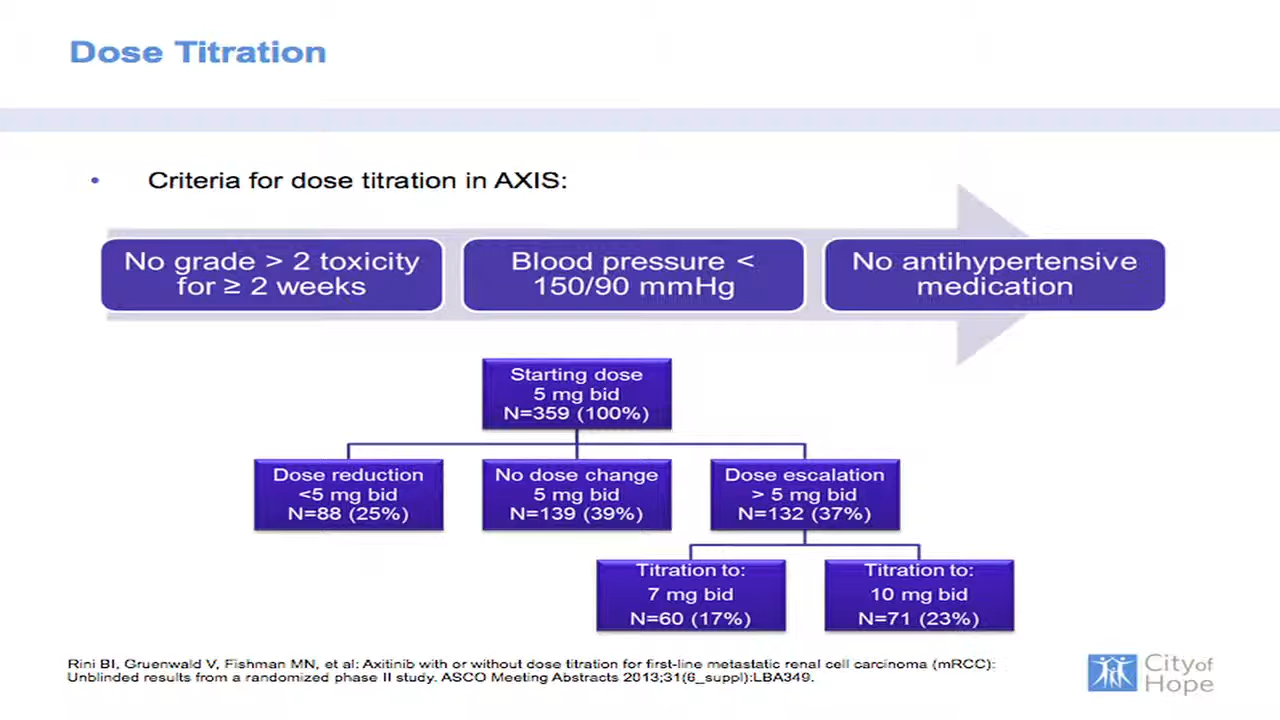 Dose Titration
• Criteria for dose titration in AXIS:
No grade > 2 toxicity
for ≥ 2 weeks
Blood pressure <
150/90 mmHg
No antihypertensive
medication
Starting dose
5 mg bid
N=359 (100%)
Dose reduction
<5 mg bid
N=88 (25%)
No dose change
5 mg bid
N=139 (39%)
Dose escalation
> 5 mg bid
N=132 (37%)
Titration to:
7 mg bid
N=60 (17%)
Titration to:
10 mg bid
N=71 (23%)
Rini BI, Gruenwald V, Fishman MN, et al: Axitinib with or without dose titration for first-line metastatic renal cell carcinoma (mRCC):
Unblinded results from a randomized phase II study. ASCO Meeting Abstracts 2013;31(6_suppl):LBA349.
City of
Hope